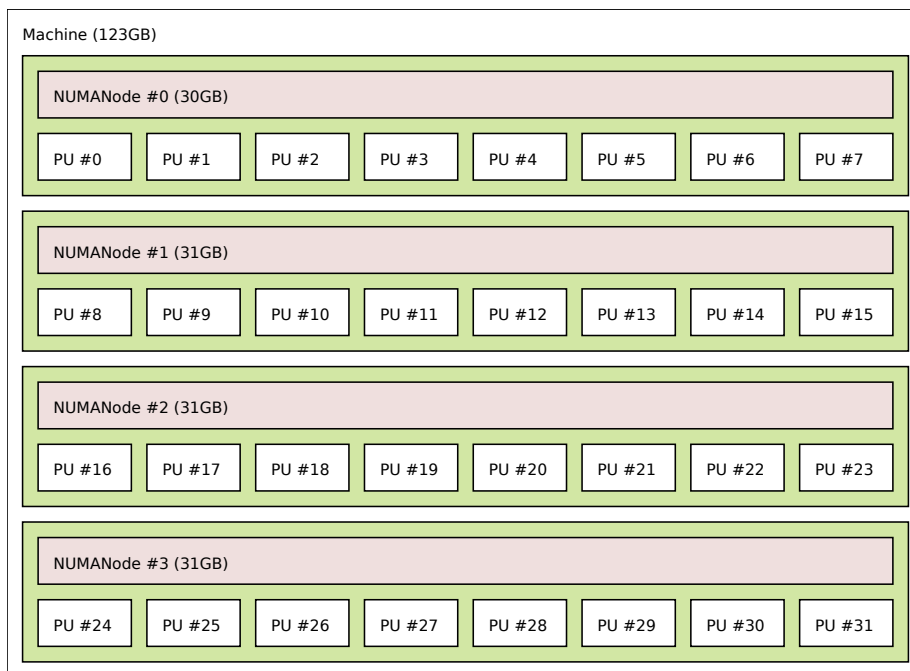 Machine (123GB)
NUMANode #0 (30GB)
PU #0 PU #1 PU #2 PU #3 PU #4 PU #5 PU #6 PU #7
NUMANode #1 (31GB)
PU #8 PU #9 PU #10 PU #11 PU #12 PU #13 PU #14 PU #15
NUMANode #2 (31GB)
PU #16 PU #17 PU #18 PU #19 PU #20 PU #21 PU #22 PU #23
NUMANode #3 (31GB)
PU #24 PU #25 PU #26 PU #27 PU #28 PU #29 PU #30 PU #31